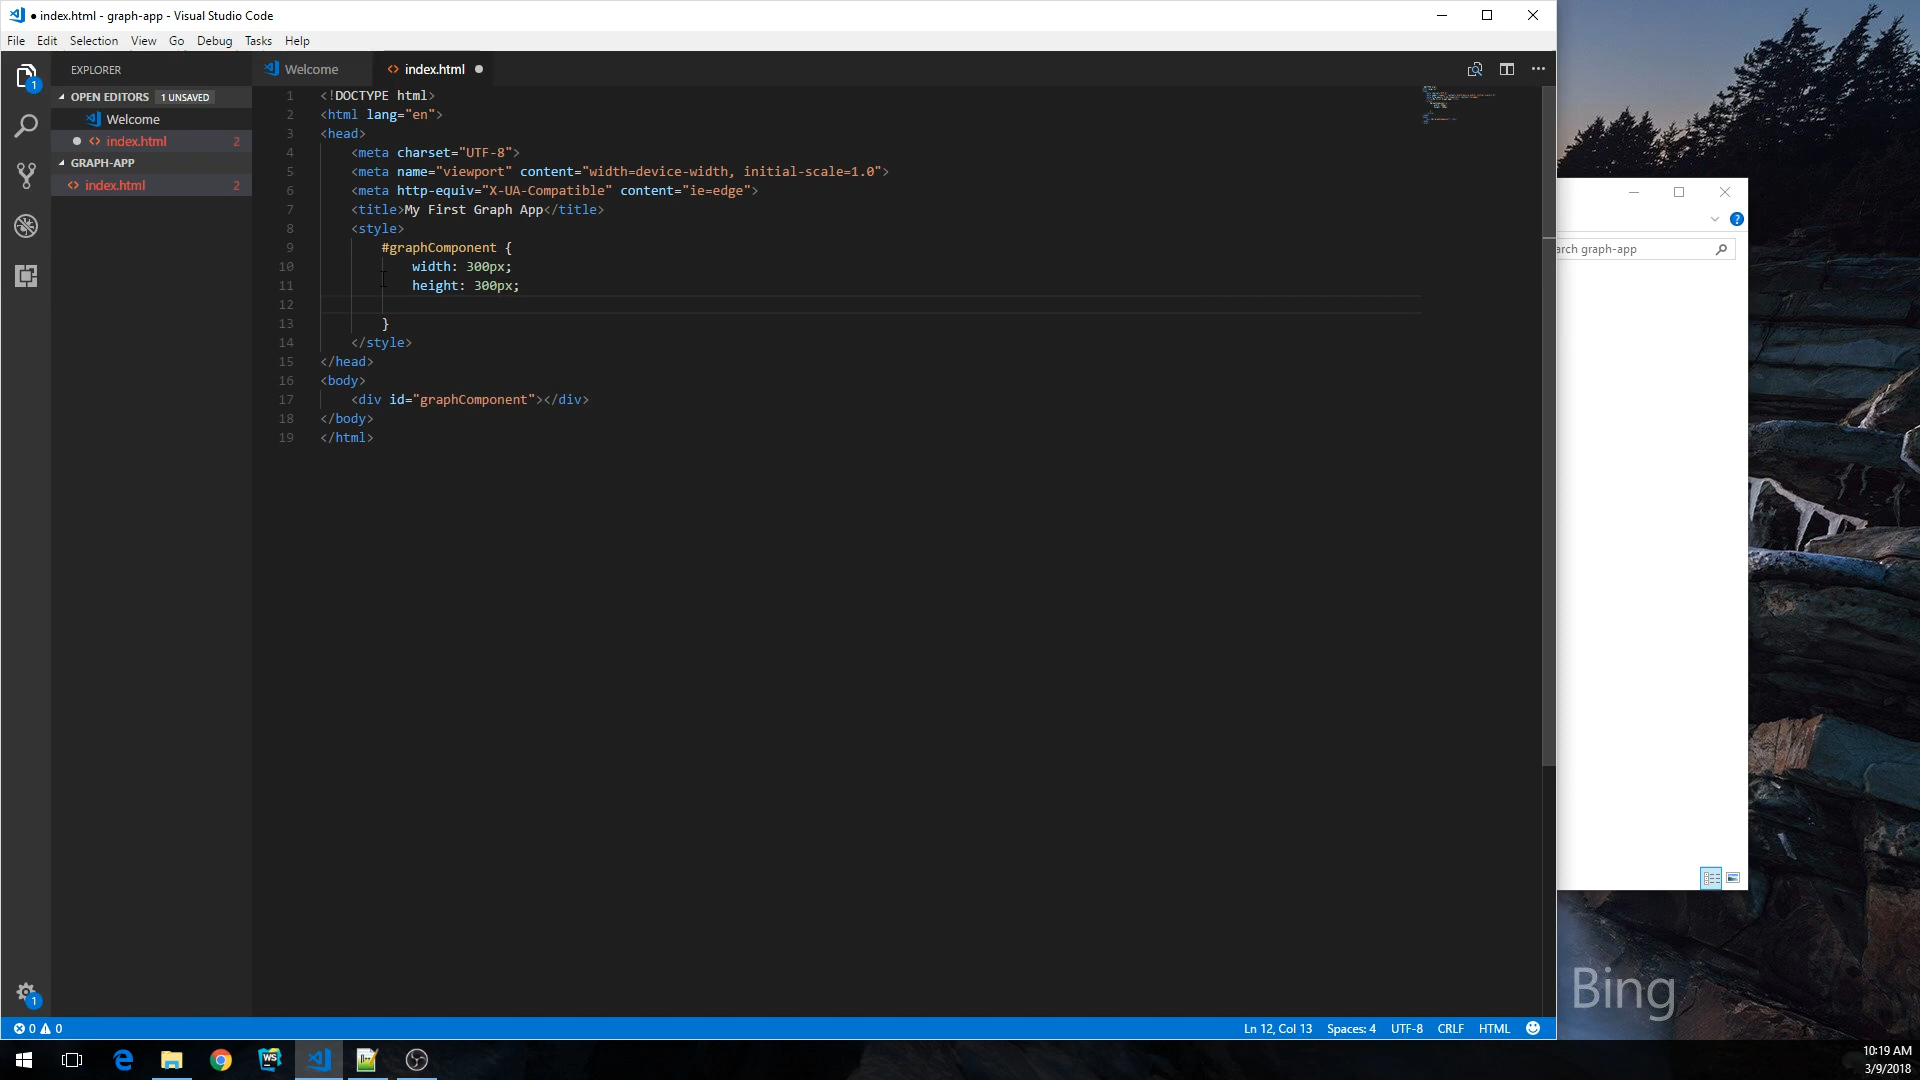 ● index.html - graph-app - Visual Studio Code
File Edit Selection View Go Debug Tasks Help
EXPLORER
OPEN EDITORS 1 UNSAVED
Welcome
index.html 2
GRAPH-APP
index.html 2
Welcome
index.html
1 <!DOCTYPE html>
2 <html lang="en">
3 <head>
4 <meta charset="UTF-8">
5 <meta name="viewport" content="width=device-width, initial-scale=1.0">
6 <meta http-equiv="X-UA-Compatible" content="ie=edge">
7 <title>My First Graph App</title>
8 <style>
9 #graphComponent {
10 width: 300px;
11 height: 300px;
12
13 }
14 </style>
15 </head>
16 <body>
17 <div id="graphComponent"></div>
18 </body>
19 </html>
1
1
0 0
Ln 12, Col 13 Spaces: 4 UTF-8 CRLF HTML
arch graph-app
Bing
WS
10:19 AM
3/9/2018